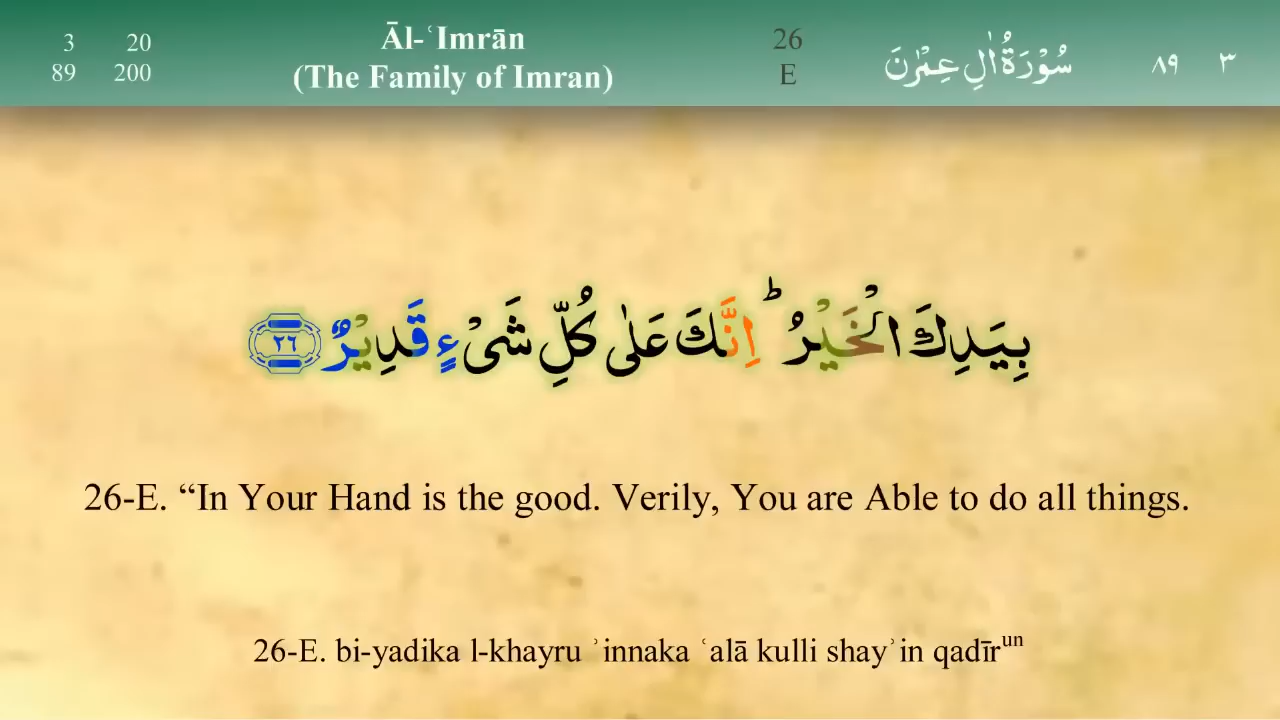 3 20
89 200
Āl-ʿImrān
(The Family of Imran)
26
E
سُوْرَةُ اٰلِ عِمْرٰنَ
٨٩ ٣
بِيَدِكَ الْخَيْرُ ؕ اِنَّكَ عَلٰى كُلِّ شَىْءٍ قَدِيْرٌ ٢٦
26-E. “In Your Hand is the good. Verily, You are Able to do all things.
26-E. bi-yadika l-khayru ʾinnaka ʿalā kulli shayʾin qadīrᵘⁿ